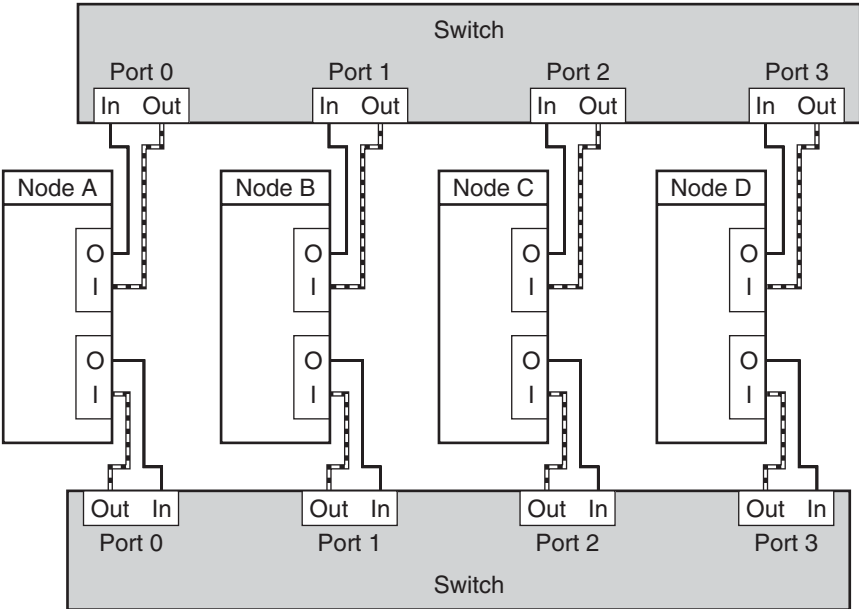 Switch
Port 0 Port 1 Port 2 Port 3
In Out In Out In Out In Out
Node A Node B Node C Node D
O O O O
I I I I
O O O O
I I I I
Out In Out In Out In Out In
Port 0 Port 1 Port 2 Port 3
Switch